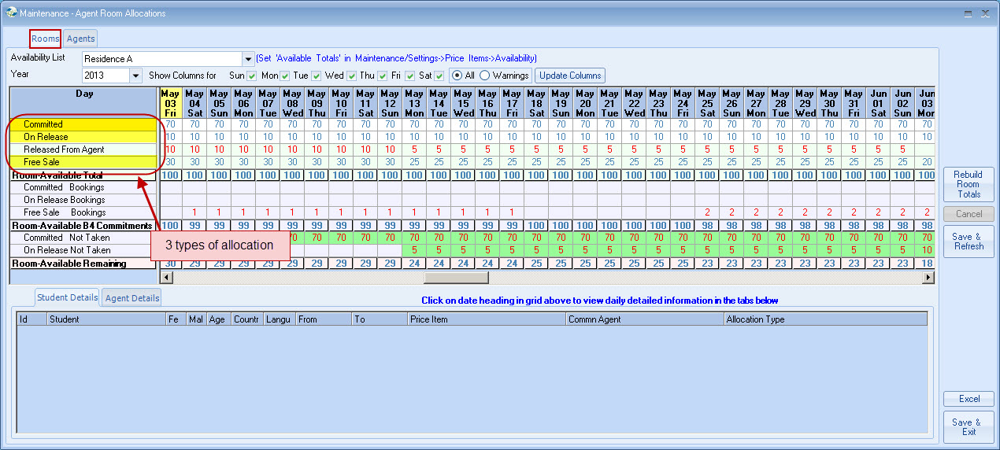 Maintenance - Agent Room Allocations
Rooms Agents
Availability List Residence A (Set 'Available Totals' in Maintenance/Settings->Price Items->Availability)
Year 2013 Show Columns for Sun Mon Tue Wed Thu Fri Sat All Warnings Update Columns
Day May May May May May May May May May May May May May May May May May May May May May May May May May May May May May Jun Jun Jun
03 04 05 06 07 08 09 10 11 12 13 14 15 16 17 18 19 20 21 22 23 24 25 26 27 28 29 30 31 01 02 03
Fri Sat Sun Mon Tue Wed Thu Fri Sat Sun Mon Tue Wed Thu Fri Sat Sun Mon Tue Wed Thu Fri Sat Sun Mon Tue Wed Thu Fri Sat Sun Mon
Committed 70 70 70 70 70 70 70 70 70 70 70 70 70 70 70 70 70 70 70 70 70 70 70 70 70 70 70 70 70 70 70 70
On Release 10 10 10 10 10 10 10 10 10 10 10 10 10 10 10 10 10 10 10 10 10 10 10 10 10 10 10 10 10 10 10 10
Released From Agent 10 10 10 10 10 10 10 10 10 10 5 5 5 5 5 5 5 5 5 5 5 5 5 5 5 5 5 5 5 5 5
Free Sale 30 30 30 30 30 30 30 30 30 30 25 25 25 25 25 25 25 25 25 25 25 25 25 25 25 25 25 25 25 25 25 20
Room-Available Total 100 100 100 100 100 100 100 100 100 100 100 100 100 100 100 100 100 100 100 100 100 100 100 100 100 100 100 100 100 100 100 100
Committed Bookings
On Release Bookings
Free Sale Bookings 1 1 1 1 1 1 1 1 1 1 1 1 1 1 2 2 2 2 2 2 2 2 2 2
Room-Available B4 Commitments 100 99 99 99 99 99 99 99 99 99 99 99 99 99 99 100 100 100 100 100 100 100 98 98 98 98 98 98 98 98 98 98
Committed Not Taken 70 70 70 70 70 70 70 70 70 70 70 70 70 70 70 70 70 70 70 70 70 70 70 70 70
3 types of allocation
On Release Not Taken 5 5 5 5 5 5 5 5 5 5 5 5 5 5 5 5 5 5 5 5 5 10
Room-Available Remaining 30 29 29 29 29 29 29 29 29 29 24 24 24 24 24 25 25 25 25 25 25 25 23 23 23 23 23 23 23 23 23 18
Rebuild
Room
Totals
Cancel
Save &
Refresh
Student Details Agent Details Click on date heading in grid above to view daily detailed information in the tabs below
Id Student Fe Mal Age Countr Langu From To Price Item Commn Agent Allocation Type
Excel
Save &
Exit